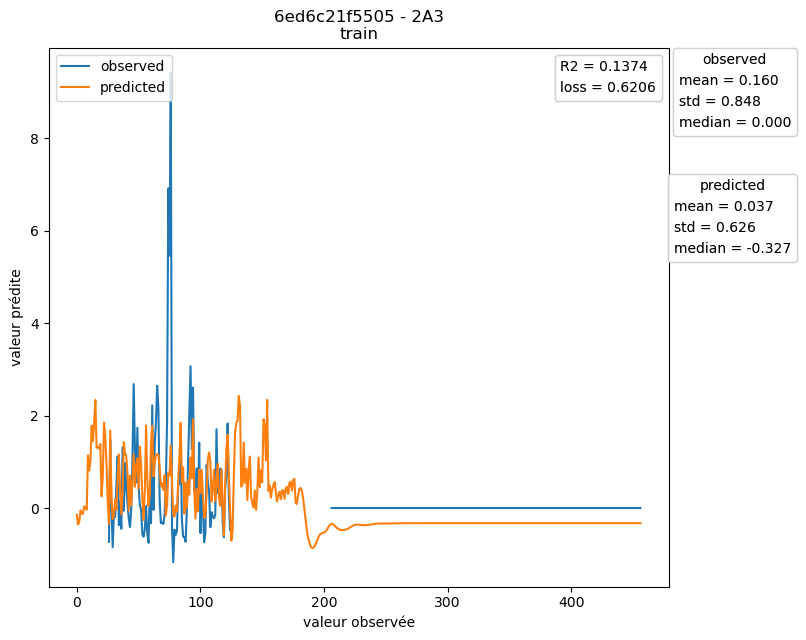 6ed6c21f5505 - 2A3
train
observed
predicted
R2 = 0.1374
loss = 0.6206
observed
mean = 0.160
std = 0.848
median = 0.000
predicted
mean = 0.037
std = 0.626
median = -0.327
valeur prédite
8
6
4
2
0
0
100
200
300
400
valeur observée